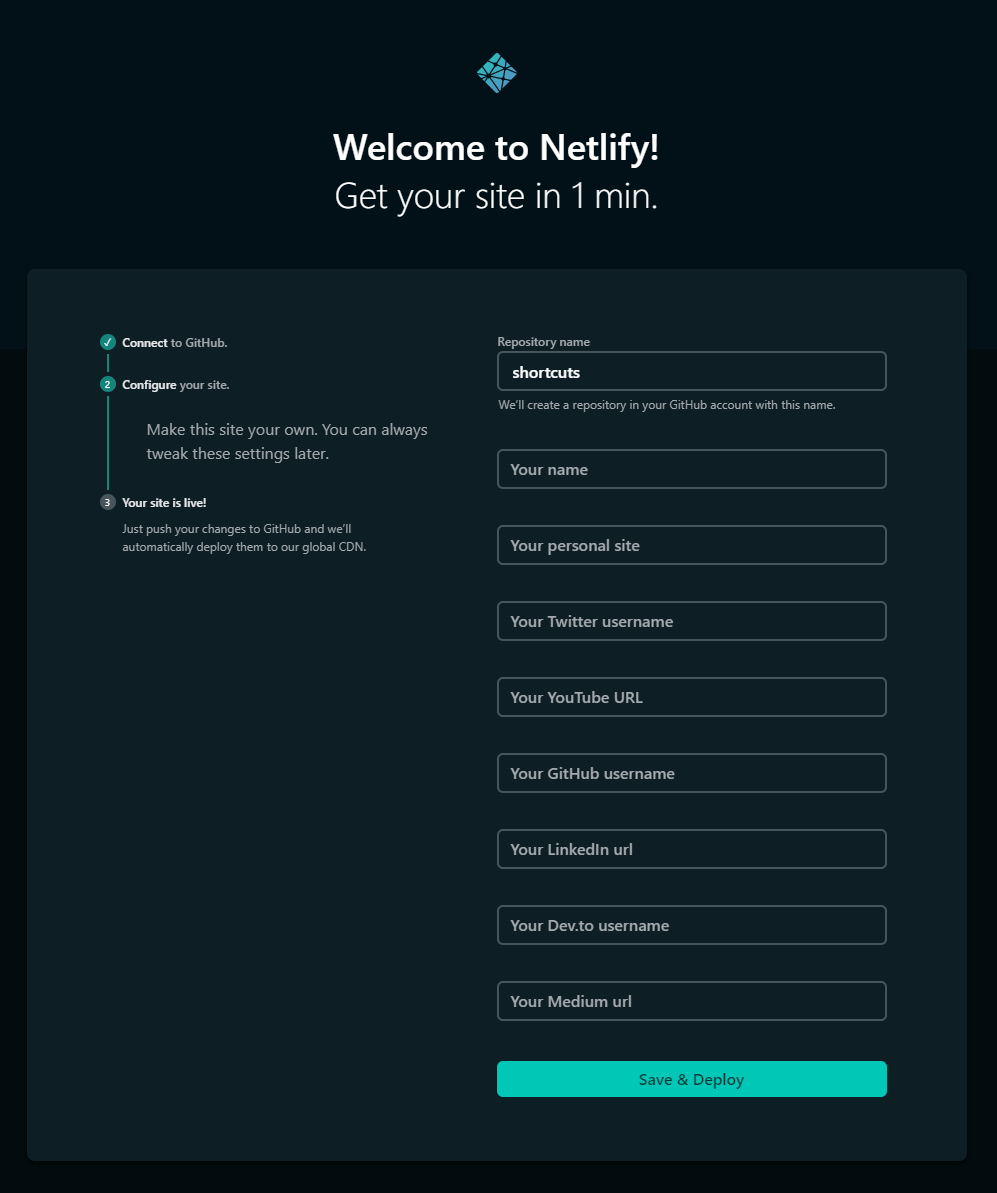 Welcome to Netlify!
Get your site in 1 min.
✓ Connect to GitHub.
2 Configure your site.
Make this site your own. You can always
tweak these settings later.
3 Your site is live!
Just push your changes to GitHub and we'll
automatically deploy them to our global CDN.
Repository name
shortcuts
We'll create a repository in your GitHub account with this name.
Your name
Your personal site
Your Twitter username
Your YouTube URL
Your GitHub username
Your LinkedIn url
Your Dev.to username
Your Medium url
Save & Deploy